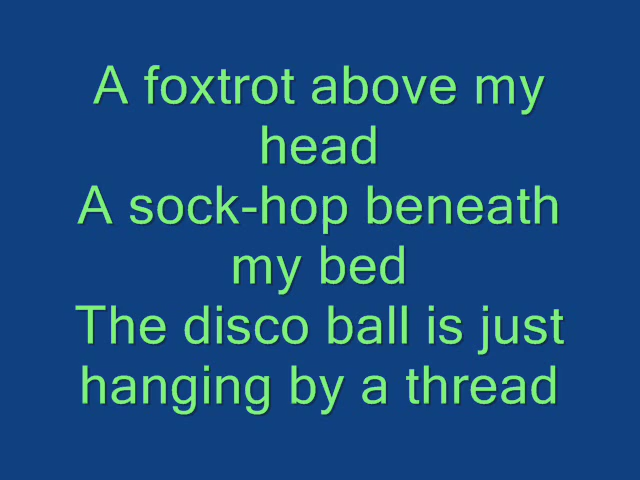 A foxtrot above my
head
A sock-hop beneath
my bed
The disco ball is just
hanging by a thread